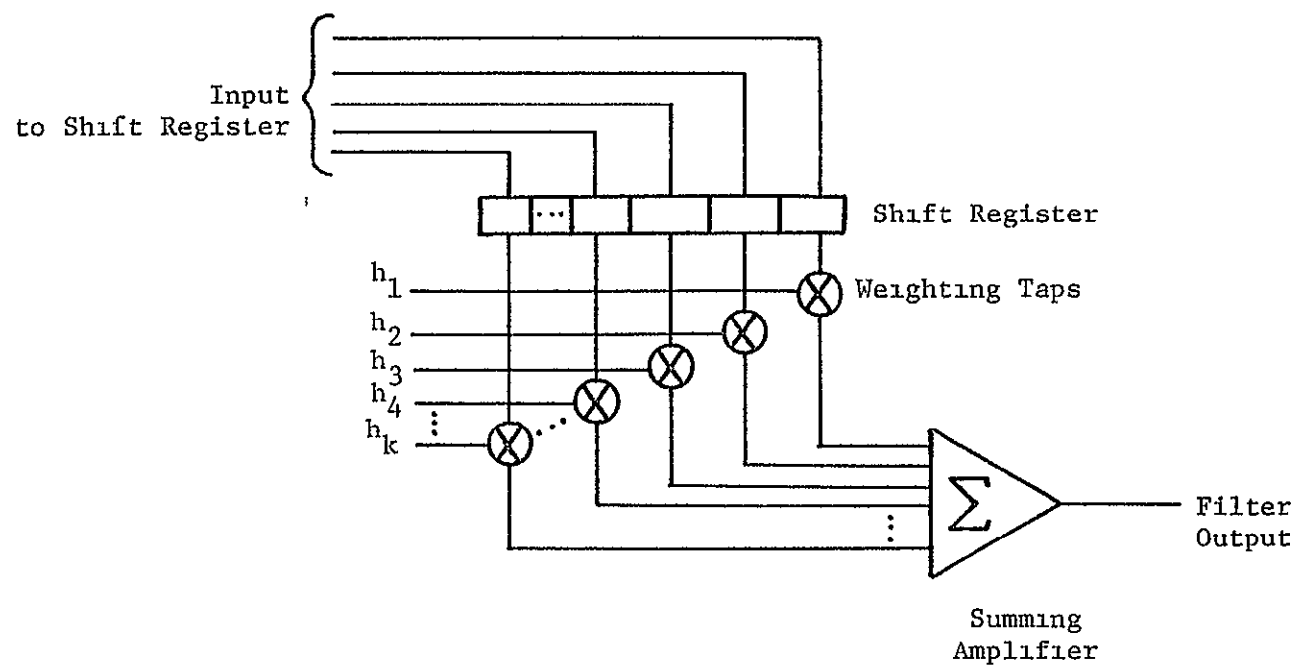 Input
to Shift Register
...
Shift Register
h1
Weighting Taps
h2
h3
h4
hk
Σ
Filter
Output
Summing
Amplifier